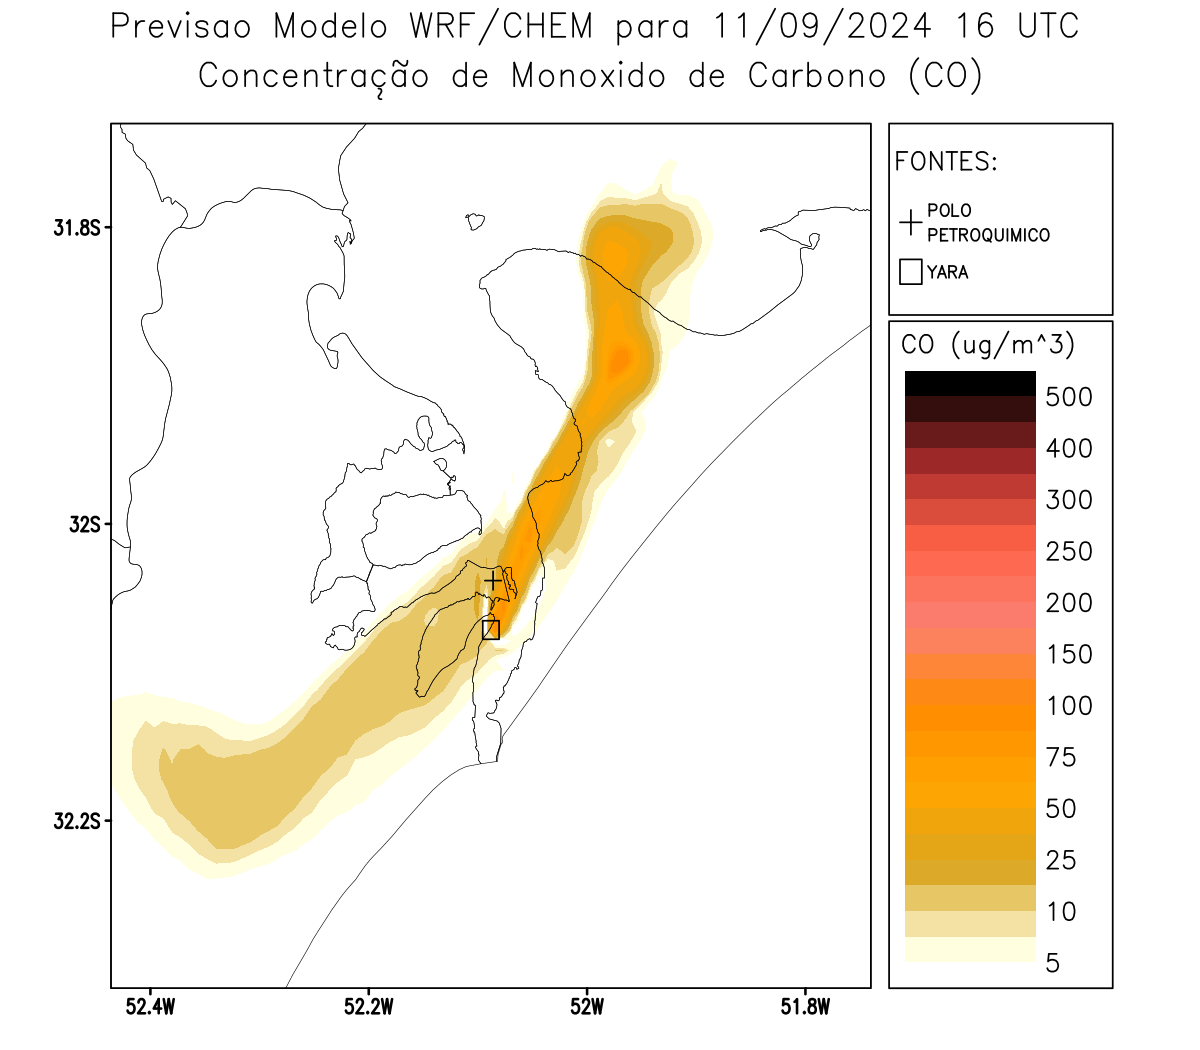 Previsao Modelo WRF/CHEM para 11/09/2024 16 UTC
Concentração de Monoxido de Carbono (CO)
FONTES:
POLO
PETROQUIMICO
YARA
CO (ug/m^3)
500
400
300
250
200
150
100
75
50
25
10
5
31.8S
32S
32.2S
52.4W
52.2W
52W
51.8W